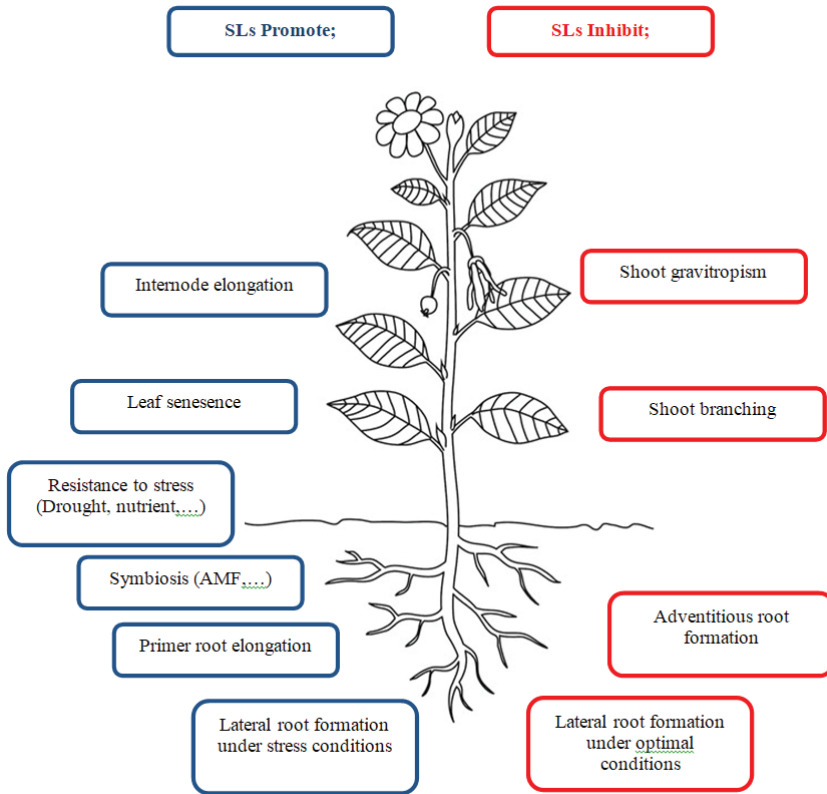 SLs Promote;
SLs Inhibit;
Internode elongation
Shoot gravitropism
Leaf senesence
Shoot branching
Resistance to stress
(Drought, nutrient,...)
Symbiosis (AMF,...)
Primer root elongation
Adventitious root
formation
Lateral root formation
under stress conditions
Lateral root formation
under optimal
conditions